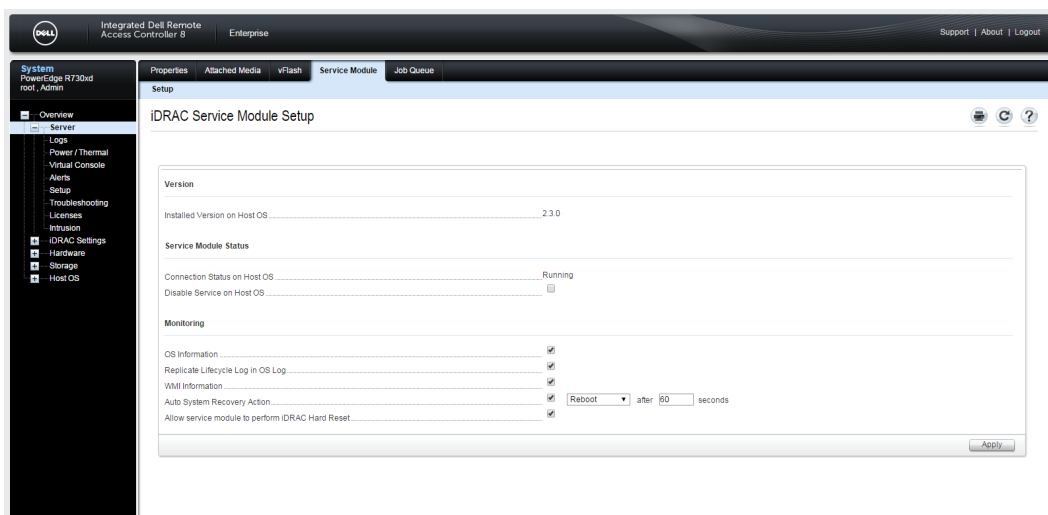 DELL
Integrated Dell Remote
Access Controller 8
Enterprise
Support | About | Logout
System
PowerEdge R730xd
root , Admin
Properties Attached Media vFlash Service Module Job Queue
Setup
Overview
Server
Logs
Power / Thermal
Virtual Console
Alerts
Setup
Troubleshooting
Licenses
Intrusion
iDRAC Settings
Hardware
Storage
Host OS
iDRAC Service Module Setup
Version
Installed Version on Host OS 2.3.0
Service Module Status
Connection Status on Host OS Running
Disable Service on Host OS
Monitoring
OS Information
Replicate Lifecycle Log in OS Log
WMI Information
Auto System Recovery Action Reboot after 60 seconds
Allow service module to perform iDRAC Hard Reset
Apply